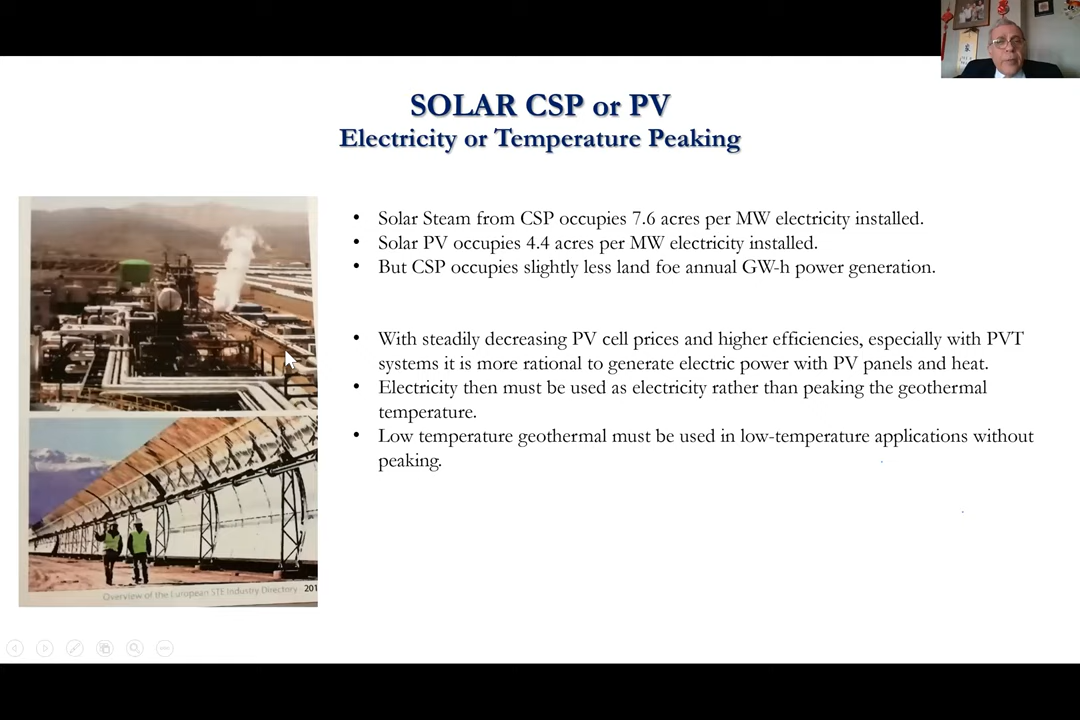 SOLAR CSP or PV
Electricity or Temperature Peaking
• Solar Steam from CSP occupies 7.6 acres per MW electricity installed.
• Solar PV occupies 4.4 acres per MW electricity installed.
• But CSP occupies slightly less land foe annual GW-h power generation.
• With steadily decreasing PV cell prices and higher efficiencies, especially with PVT
systems it is more rational to generate electric power with PV panels and heat.
• Electricity then must be used as electricity rather than peaking the geothermal
temperature.
• Low temperature geothermal must be used in low-temperature applications without
peaking.
Overview of the European STE Industry Directory 201